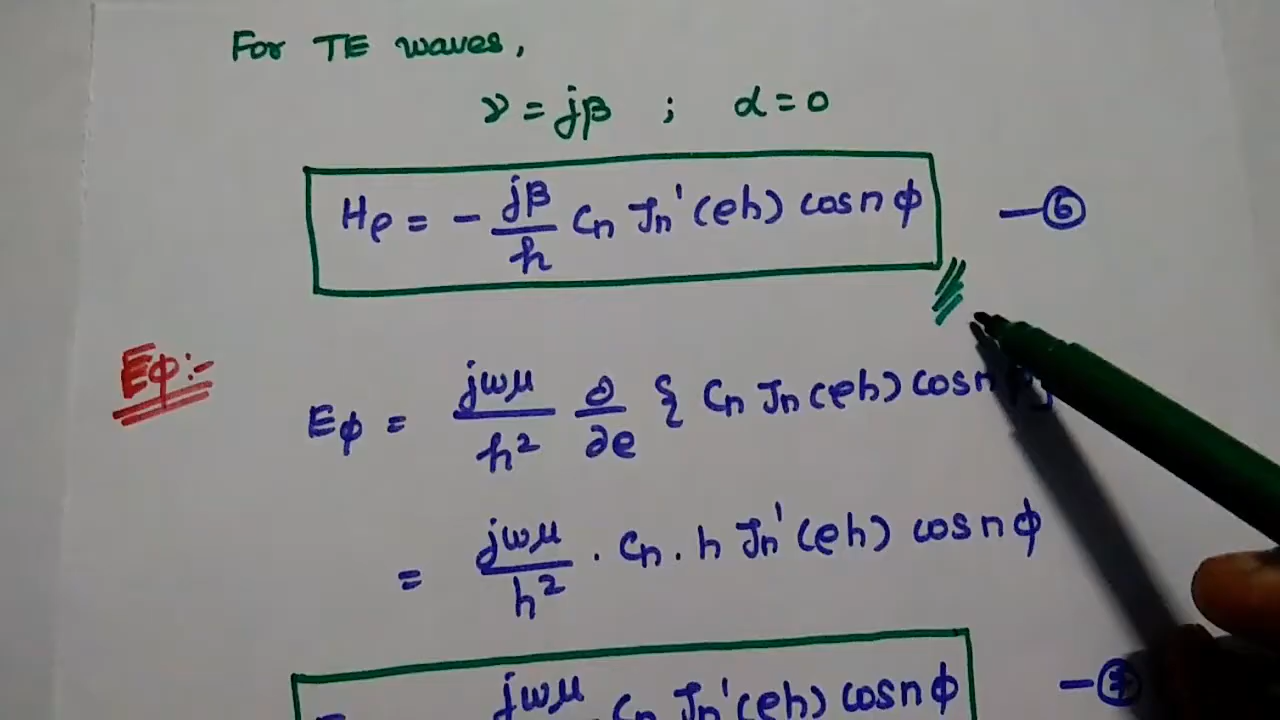 For TE waves,
γ = jβ ; α = 0
Hρ = - jβ/h Cn Jn'(ρh) cos nϕ — ⑥
Eϕ:-
Eϕ = jωμ/h² ∂/∂ρ { Cn Jn(ρh) cos n
= jωμ/h² . Cn . h Jn'(ρh) cos nϕ
jωμ Cn Jn'(ρh) cos nϕ — ⑦